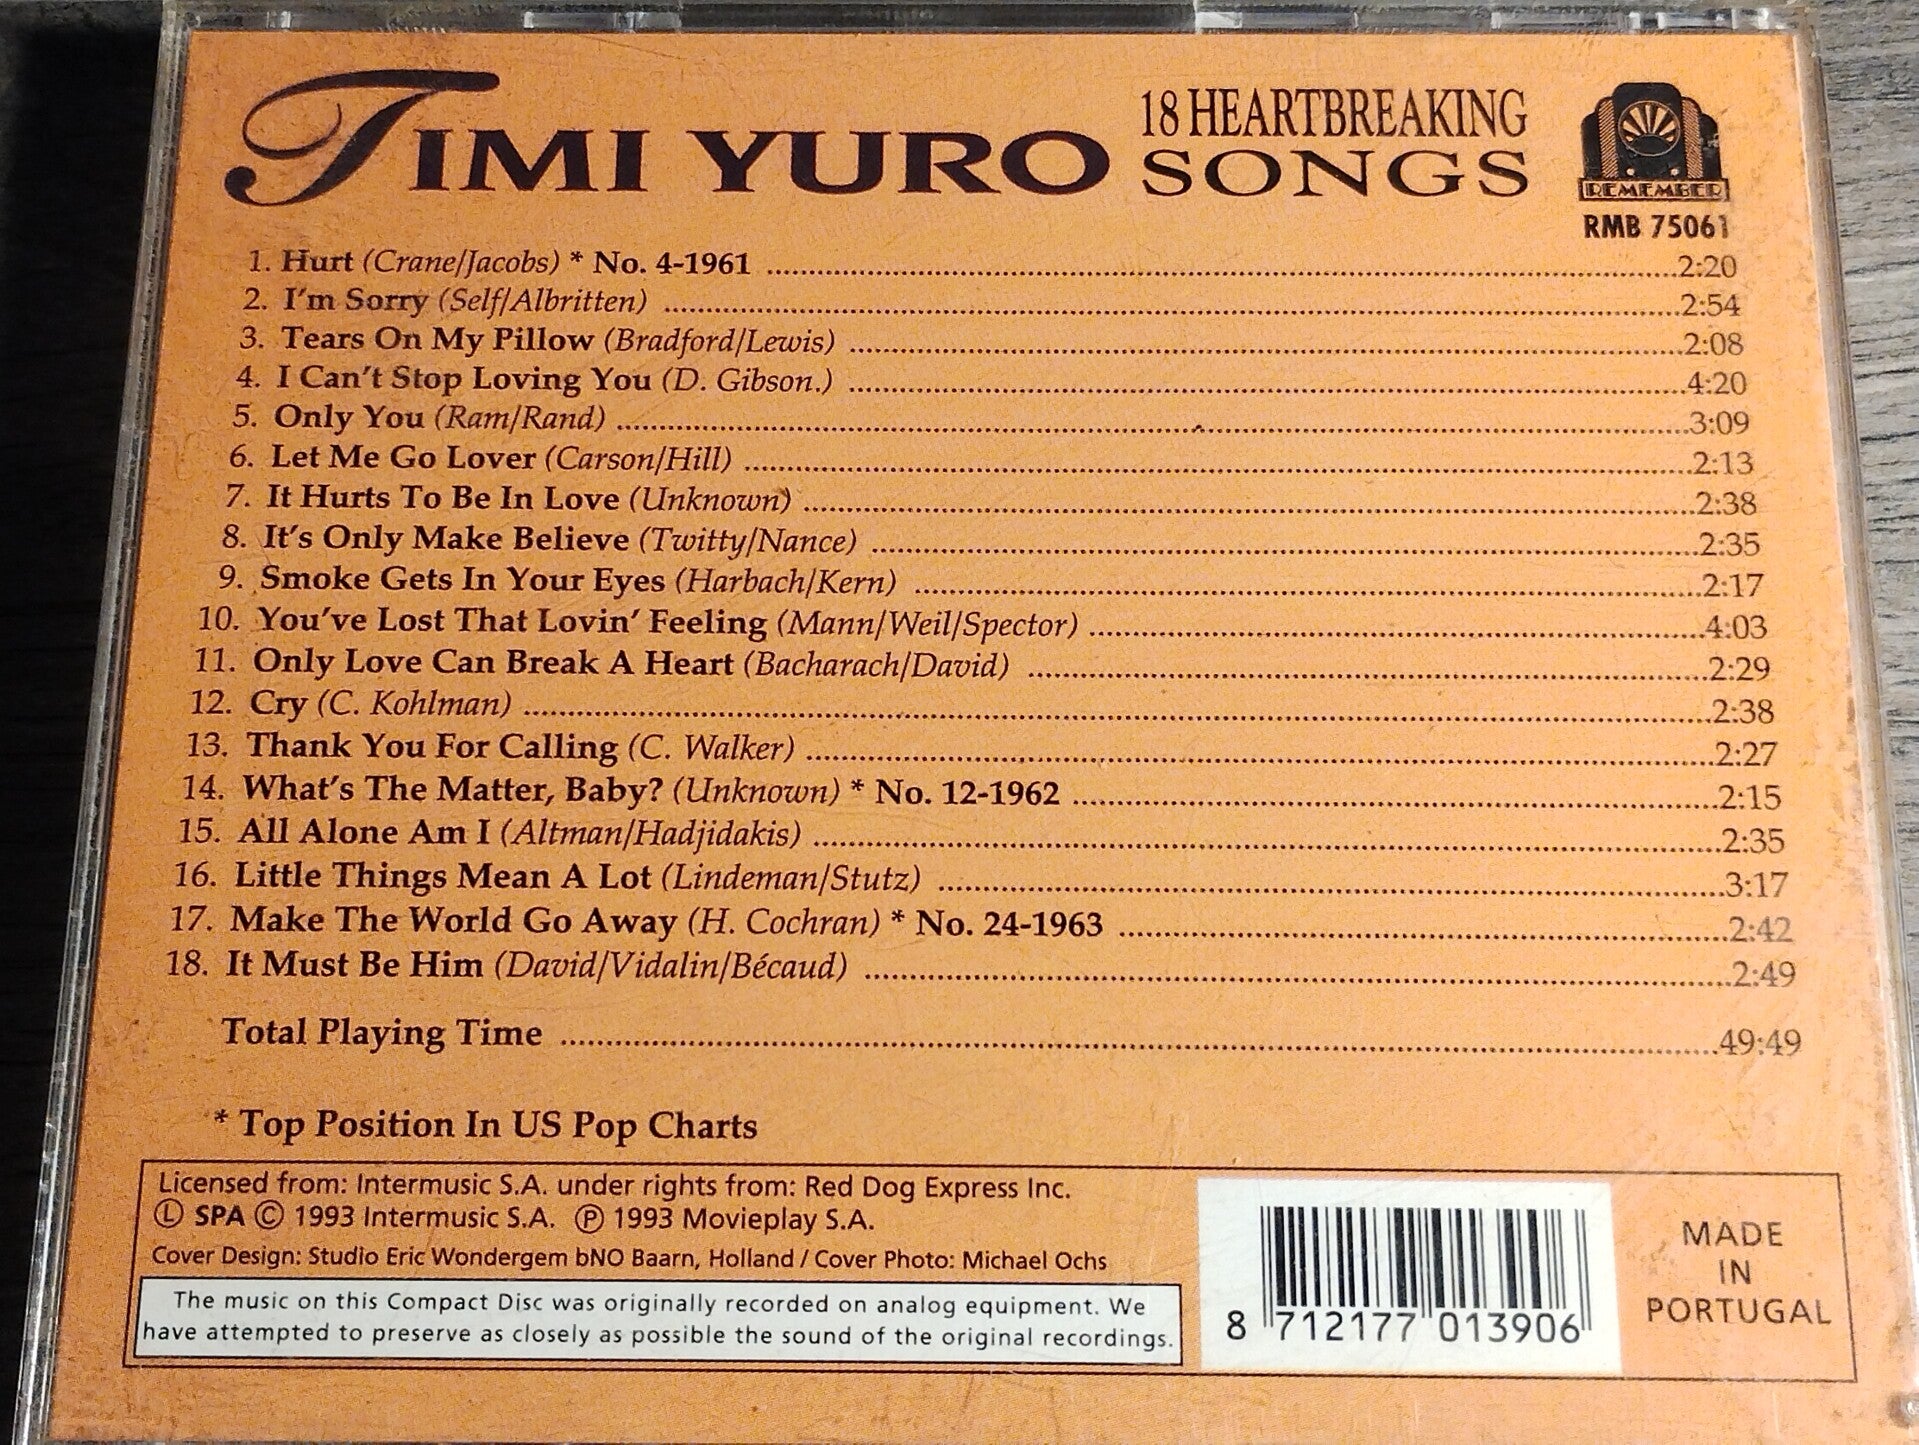 TIMI YURO 18 HEARTBREAKING SONGS
REMEMBER
RMB 75061
1. Hurt (Crane/Jacobs) * No. 4-1961 2:20
2. I'm Sorry (Self/Albritten) 2:54
3. Tears On My Pillow (Bradford/Lewis) 2:08
4. I Can't Stop Loving You (D. Gibson.) 4:20
5. Only You (Ram/Rand) 3:09
6. Let Me Go Lover (Carson/Hill) 2:13
7. It Hurts To Be In Love (Unknown) 2:38
8. It's Only Make Believe (Twitty/Nance) 2:35
9. Smoke Gets In Your Eyes (Harbach/Kern) 2:17
10. You've Lost That Lovin' Feeling (Mann/Weil/Spector) 4:03
11. Only Love Can Break A Heart (Bacharach/David) 2:29
12. Cry (C. Kohlman) 2:38
13. Thank You For Calling (C. Walker) 2:27
14. What's The Matter, Baby? (Unknown) * No. 12-1962 2:15
15. All Alone Am I (Altman/Hadjidakis) 2:35
16. Little Things Mean A Lot (Lindeman/Stutz) 3:17
17. Make The World Go Away (H. Cochran) * No. 24-1963 2:42
18. It Must Be Him (David/Vidalin/Bécaud) 2:49
Total Playing Time 49:49
* Top Position In US Pop Charts
Licensed from: Intermusic S.A. under rights from: Red Dog Express Inc.
Ⓛ SPA © 1993 Intermusic S.A. ℗ 1993 Movieplay S.A.
Cover Design: Studio Eric Wondergem bNO Baarn, Holland / Cover Photo: Michael Ochs
The music on this Compact Disc was originally recorded on analog equipment. We
have attempted to preserve as closely as possible the sound of the original recordings.
8 712177 013906
MADE
IN
PORTUGAL